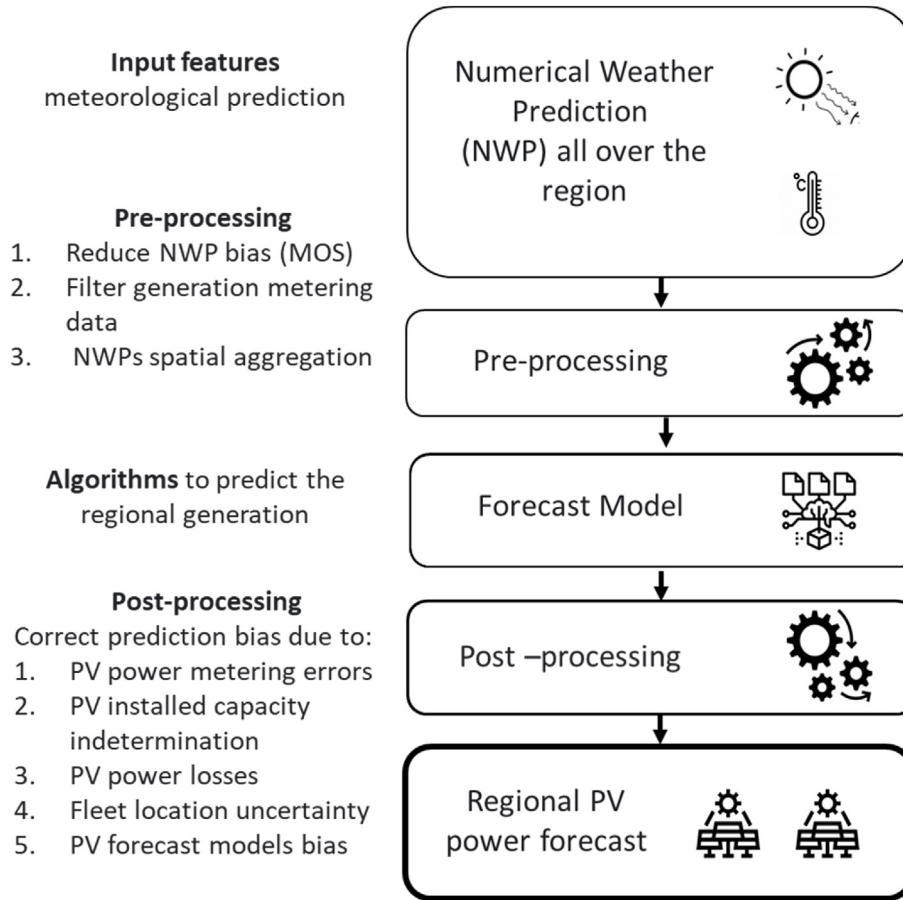 Input features
meteorological prediction
Numerical Weather
Prediction
(NWP) all over the
region
°C
Pre-processing
1. Reduce NWP bias (MOS)
2. Filter generation metering
data
3. NWPs spatial aggregation
Pre-processing
Algorithms to predict the
regional generation
Forecast Model
Post-processing
Correct prediction bias due to:
1. PV power metering errors
2. PV installed capacity
indetermination
3. PV power losses
4. Fleet location uncertainty
5. PV forecast models bias
Post –processing
Regional PV
power forecast